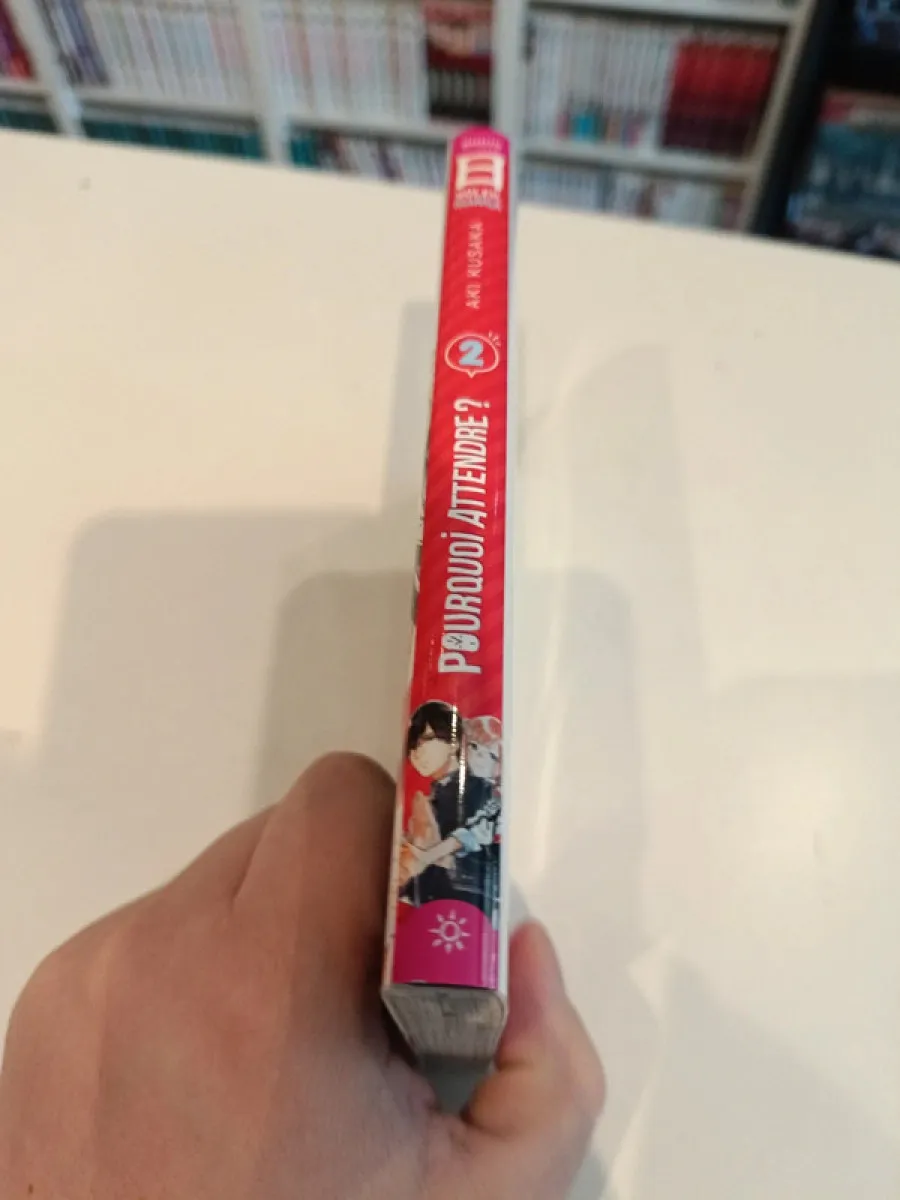 POURQUOI ATTENDRE?
2
AKI KUSAKA